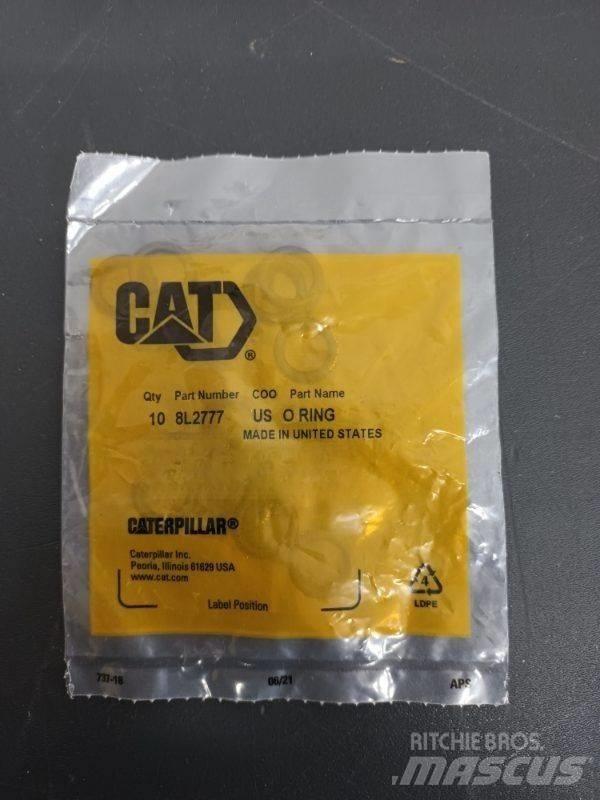 CAT
®
Qty Part Number COO Part Name
10 8L2777 US O RING
MADE IN UNITED STATES
CATERPILLAR®
Caterpillar Inc.
Peoria, Illinois 61629 USA
www.cat.com
Label Position
4
LDPE
737-18 06/21 APS
RITCHIE BROS.
MASCUS